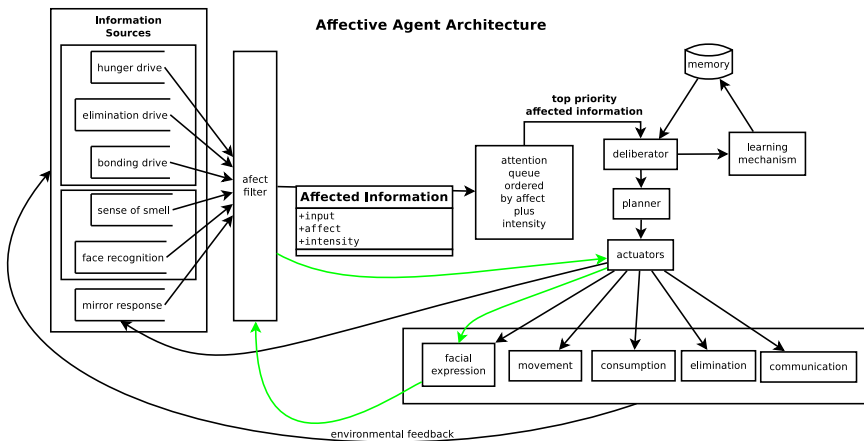 Information
Sources
Affective Agent Architecture
hunger drive
elimination drive
bonding drive
sense of smell
face recognition
mirror response
afect
filter
Affected Information
+input
+affect
+intensity
attention
queue
ordered
by affect
plus
intensity
top priority
affected information
memory
deliberator
learning
mechanism
planner
actuators
facial
expression
movement
consumption
elimination
communication
environmental feedback